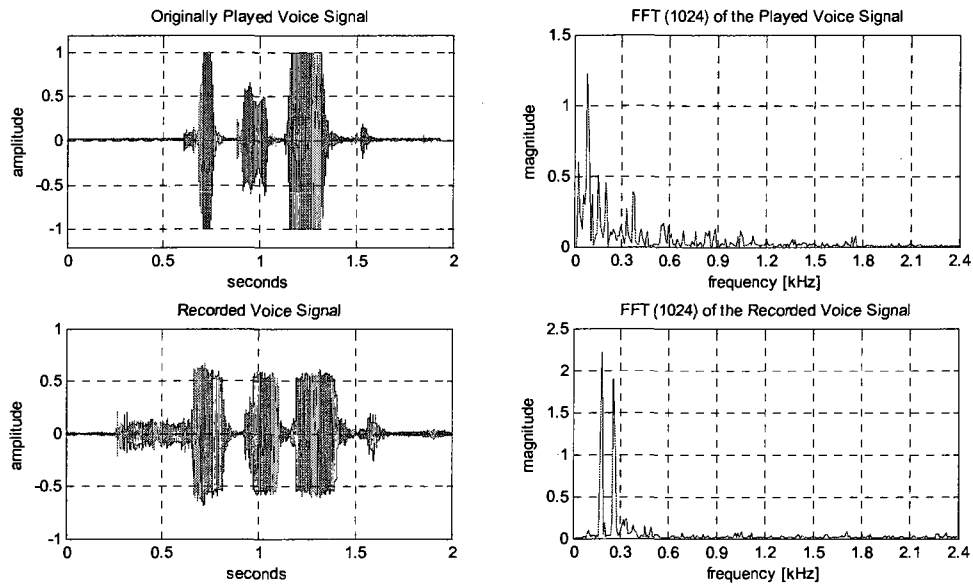 Originally Played Voice Signal
1
0.5
0
-0.5
-1
amplitude
0 0.5 1 1.5 2
seconds
FFT (1024) of the Played Voice Signal
1.5
1
0.5
0
magnitude
0 0.3 0.6 0.9 1.2 1.5 1.8 2.1 2.4
frequency [kHz]
Recorded Voice Signal
1
0.5
0
-0.5
-1
amplitude
0 0.5 1 1.5 2
seconds
FFT (1024) of the Recorded Voice Signal
2.5
2
1.5
1
0.5
0
magnitude
0 0.3 0.6 0.9 1.2 1.5 1.8 2.1 2.4
frequency [kHz]